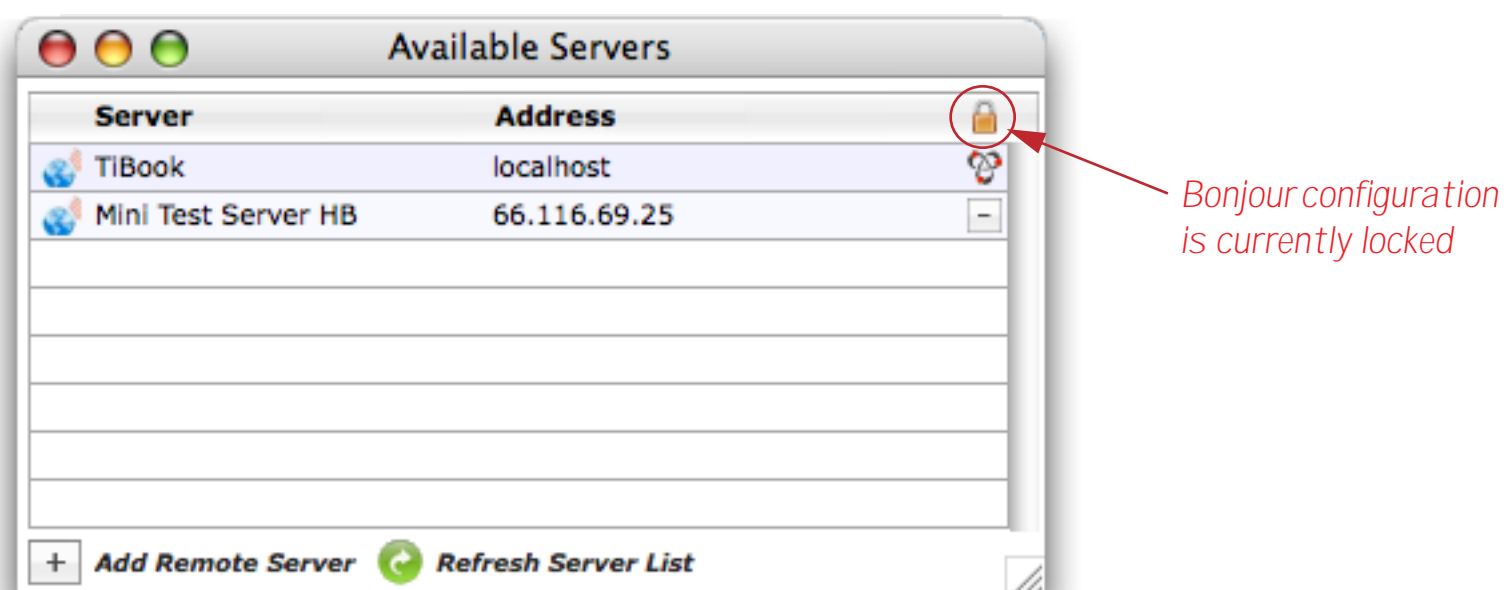 Available Servers
Server Address
TiBook localhost
Mini Test Server HB 66.116.69.25
Bonjour configuration
is currently locked
+ Add Remote Server Refresh Server List